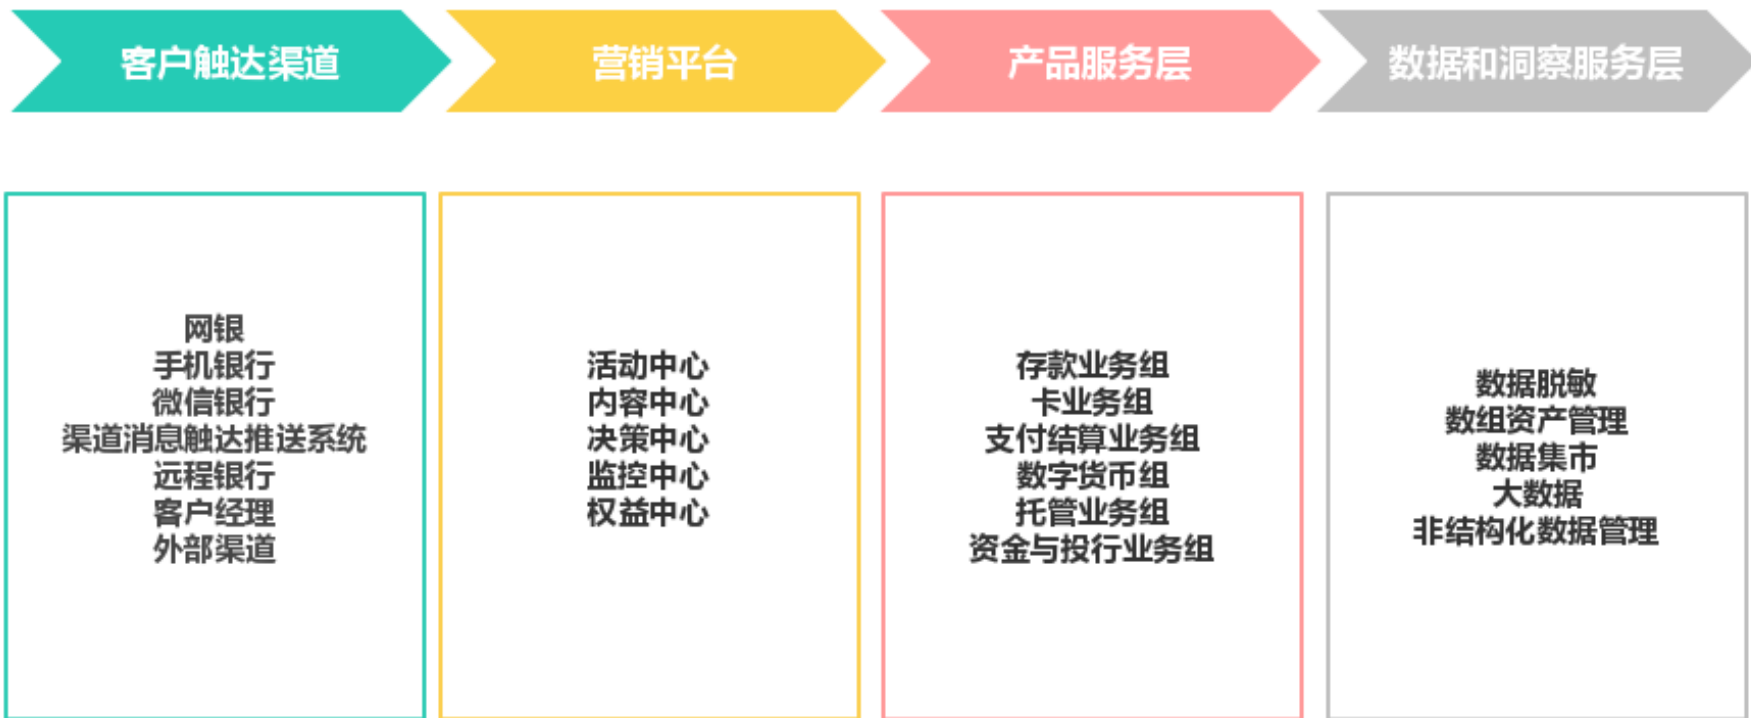 客户触达渠道
营销平台
产品服务层
数据和洞察服务层
网银
手机银行
微信银行
渠道消息触达推送系统
远程银行
客户经理
外部渠道
活动中心
内容中心
决策中心
监控中心
权益中心
存款业务组
卡业务组
支付结算业务组
数字货币组
托管业务组
资金与投行业务组
数据脱敏
数组资产管理
数据集市
大数据
非结构化数据管理